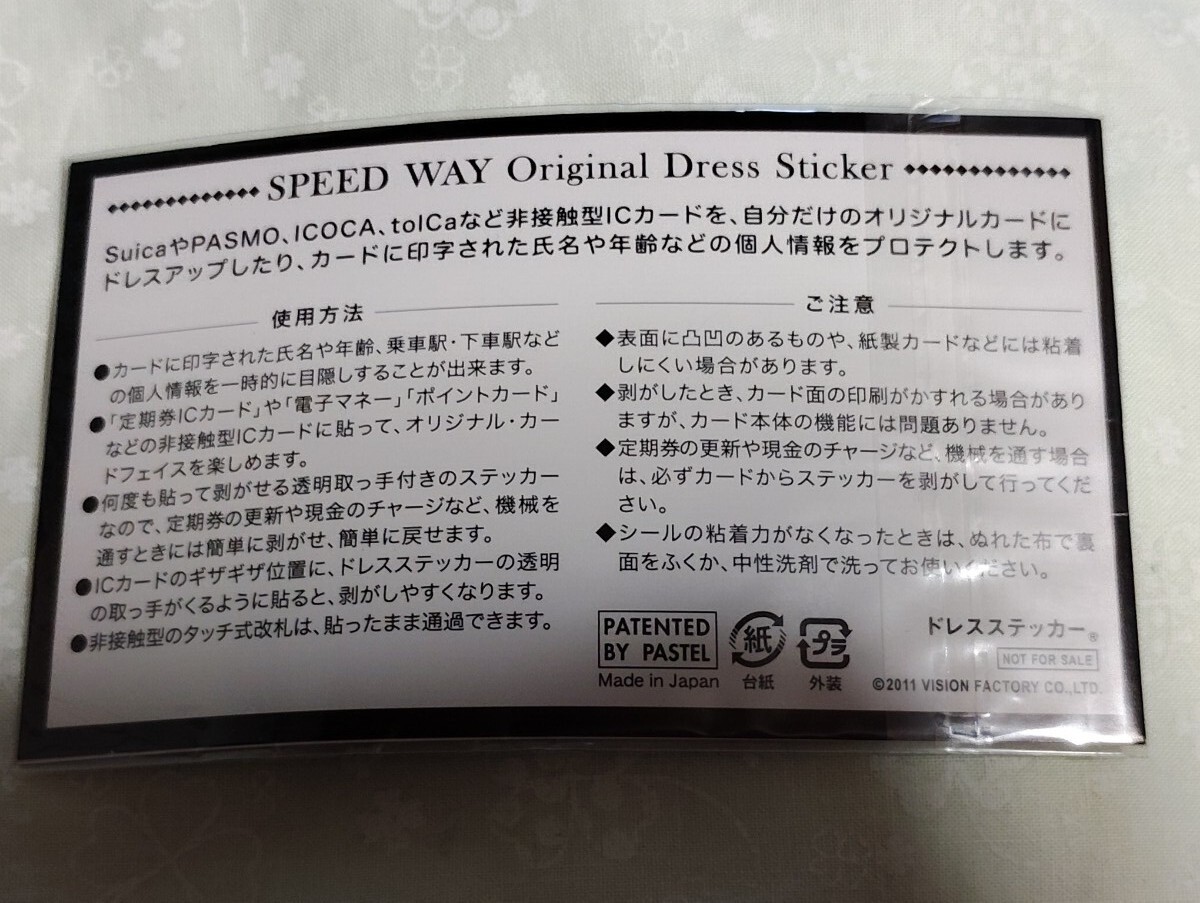 SPEED WAY Original Dress Sticker
SuicaやPASMO、ICOCA、toICaなど非接触型ICカードを、自分だけのオリジナルカードに
ドレスアップしたり、カードに印字された氏名や年齢などの個人情報をプロテクトします。
使用方法
●カードに印字された氏名や年齢、乗車駅・下車駅など
の個人情報を一時的に目隠しすることが出来ます。
●「定期券ICカード」や「電子マネー」「ポイントカード」
などの非接触型ICカードに貼って、オリジナル・カー
ドフェイスを楽しめます。
●何度も貼って剥がせる透明取っ手付きのステッカー
なので、定期券の更新や現金のチャージなど、機械を
通すときには簡単に剥がせ、簡単に戻せます。
●ICカードのギザギザ位置に、ドレスステッカーの透明
の取っ手がくるように貼ると、剥がしやすくなります。
●非接触型のタッチ式改札は、貼ったまま通過できます。
ご注意
◆表面に凸凹のあるものや、紙製カードなどには粘着
しにくい場合があります。
◆剥がしたとき、カード面の印刷がかすれる場合があり
ますが、カード本体の機能には問題ありません。
◆定期券の更新や現金のチャージなど、機械を通す場合
は、必ずカードからステッカーを剥がして行ってくだ
さい。
◆シールの粘着力がなくなったときは、ぬれた布で裏
面をふくか、中性洗剤で洗ってお使いください。
PATENTED
BY PASTEL
Made in Japan
紙
台紙
プラ
外装
ドレスステッカー®
NOT FOR SALE
©2011 VISION FACTORY CO.,LTD.